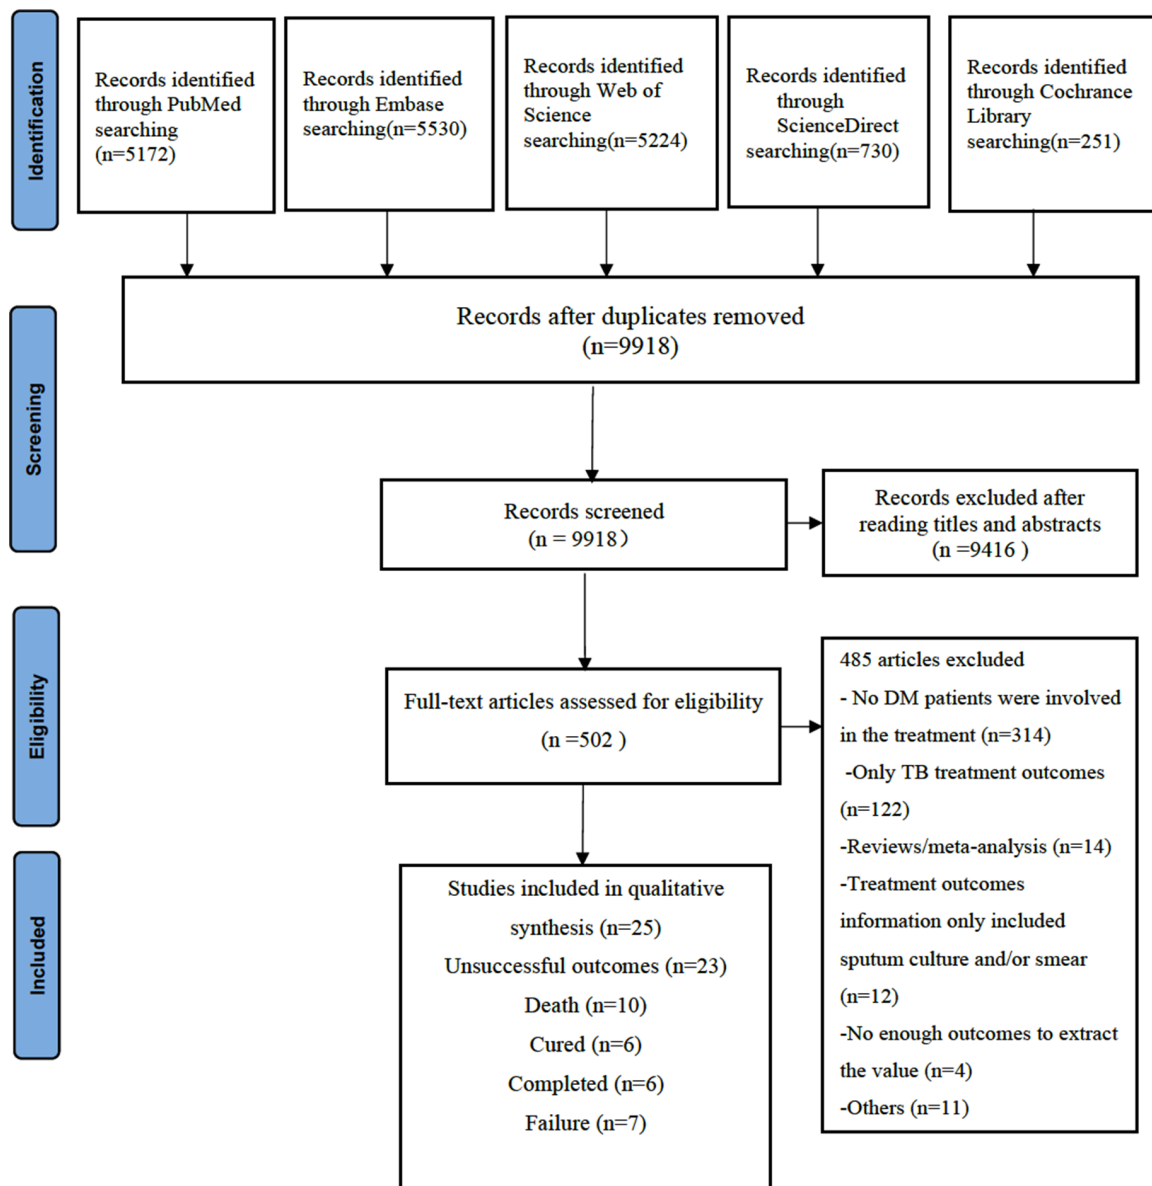 Identification
Records identified
through PubMed
searching
(n=5172)
Records identified
through Embase
searching(n=5530)
Records identified
through Web of
Science
searching(n=5224)
Records identified
through
ScienceDirect
searching(n=730)
Records identified
through Cochrance
Library
searching(n=251)
Screening
Records after duplicates removed
(n=9918)
Records screened
(n = 9918）
Records excluded after
reading titles and abstracts
(n =9416 )
Eligibility
Full-text articles assessed for eligibility
(n =502 )
485 articles excluded
- No DM patients were involved
in the treatment (n=314)
-Only TB treatment outcomes
(n=122)
-Reviews/meta-analysis (n=14)
-Treatment outcomes
information only included
sputum culture and/or smear
(n=12)
-No enough outcomes to extract
the value (n=4)
-Others (n=11)
Included
Studies included in qualitative
synthesis (n=25)
Unsuccessful outcomes (n=23)
Death (n=10)
Cured (n=6)
Completed (n=6)
Failure (n=7)